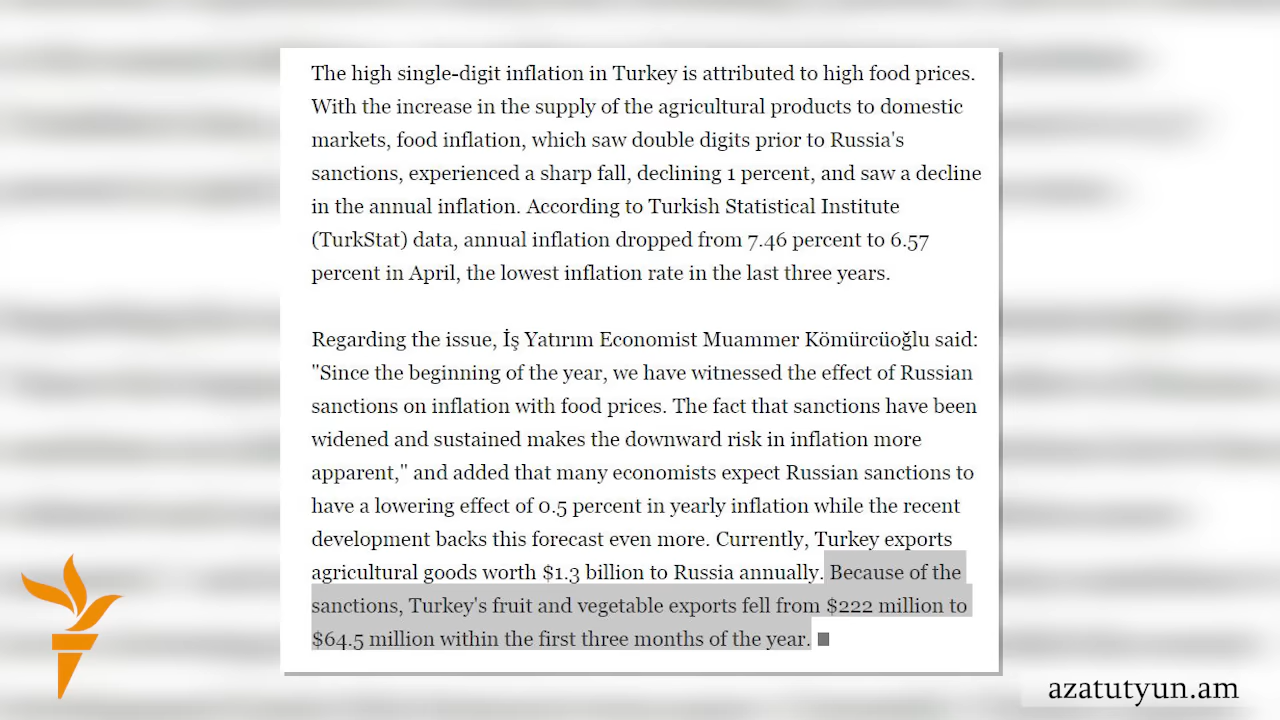 The high single-digit inflation in Turkey is attributed to high food prices.
With the increase in the supply of the agricultural products to domestic
markets, food inflation, which saw double digits prior to Russia's
sanctions, experienced a sharp fall, declining 1 percent, and saw a decline
in the annual inflation. According to Turkish Statistical Institute
(TurkStat) data, annual inflation dropped from 7.46 percent to 6.57
percent in April, the lowest inflation rate in the last three years.
Regarding the issue, İş Yatırım Economist Muammer Kömürcüoğlu said:
"Since the beginning of the year, we have witnessed the effect of Russian
sanctions on inflation with food prices. The fact that sanctions have been
widened and sustained makes the downward risk in inflation more
apparent," and added that many economists expect Russian sanctions to
have a lowering effect of 0.5 percent in yearly inflation while the recent
development backs this forecast even more. Currently, Turkey exports
agricultural goods worth $1.3 billion to Russia annually. Because of the
sanctions, Turkey's fruit and vegetable exports fell from $222 million to
$64.5 million within the first three months of the year.
azatutyun.am